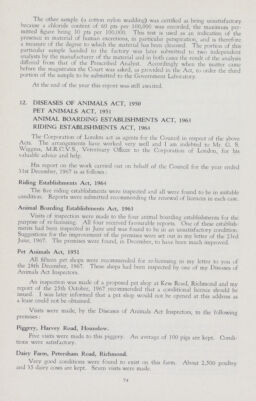 The other sample (a cotton nylon wadding) was certified as being unsatisfactory
because a chloride content of 60 pts per 100,000 was recorded, the maximum per-
mitted figure being 30 pts per 100,000. This test is used as an indication of the
presence in material of human excretions, in particular perspiration, and is therefore
a measure of the degree to which the material has been cleansed. The portion of this
particular sample handed to the factory was later submitted to two independent
analysts by the manufacturer of the material and in both cases the result of the analysis
differed from that of the Prescribed Analyst. Accordingly when the matter came
before the magistrates the Court was asked, as provided in the Act, to order the third
portion of the sample to be submitted to the Government Laboratory.
At the end of the year this report was still awaited.
12. DISEASES OF ANIMALS ACT, 1950
PET ANIMALS ACT, 1951
ANIMAL BOARDING ESTABLISHMENTS ACT, 1963
RIDING ESTABLISHMENTS ACT, 1964
The Corporation of London act as agents for the Council in respect of the above
Acts. The arrangements have worked very well and I am indebted to Mr. G. S.
Wiggins, M.R.C.V.S., Veterinary Officer to the Corporation of London, for his
valuable advice and help.
His report on the work carried out on behalf of the Council for the year ended
31st December, 1967 is as follows:
Riding Establishments Act, 1964
The five riding establishments were inspected and all were found to be in suitable
condition. Reports were submitted recommending the renewal of licences in each case.
Animal Boarding Establishments Act, 1963
Visits of inspection were made to the four animal boarding establishments for the
purpose of re-licensing. All four received favourable reports. One of these establish-
ments had been inspected in June and was found to be in an unsatisfactory condition.
Suggestions for the improvement of the premises were set out in my letter of the 23rd
June, 1967. The premises were found, in December, to have been much improved.
Pet Animals Act, 1951
All fifteen pet shops were recommended for re-licensing in my letter to you of
the 28th December, 1967. These shops had been inspected by one of my Diseases of
Animals Act Inspectors.
An inspection was made of a proposed pet shop at Kew Road, Richmond and my
report of the 25th October, 1967 recommended that a conditional licence should be
issued. I was later informed that a pet shop would not be opened at this address as
a lease could not be obtained.
Visits were made, by the Diseases of Animals Act Inspectors, to the following
premises:
Piggery, Harvey Road, Hounslow.
Five visits were made to this piggery. An average of 100 pigs are kept. Condi-
tions were satisfactory.
Dairy Farm, Petersham Road, Richmond.
Very good conditions were found to exist on this farm. About 2,500 poultry
and 35 dairy cows are kept. Seven visits were made.
74